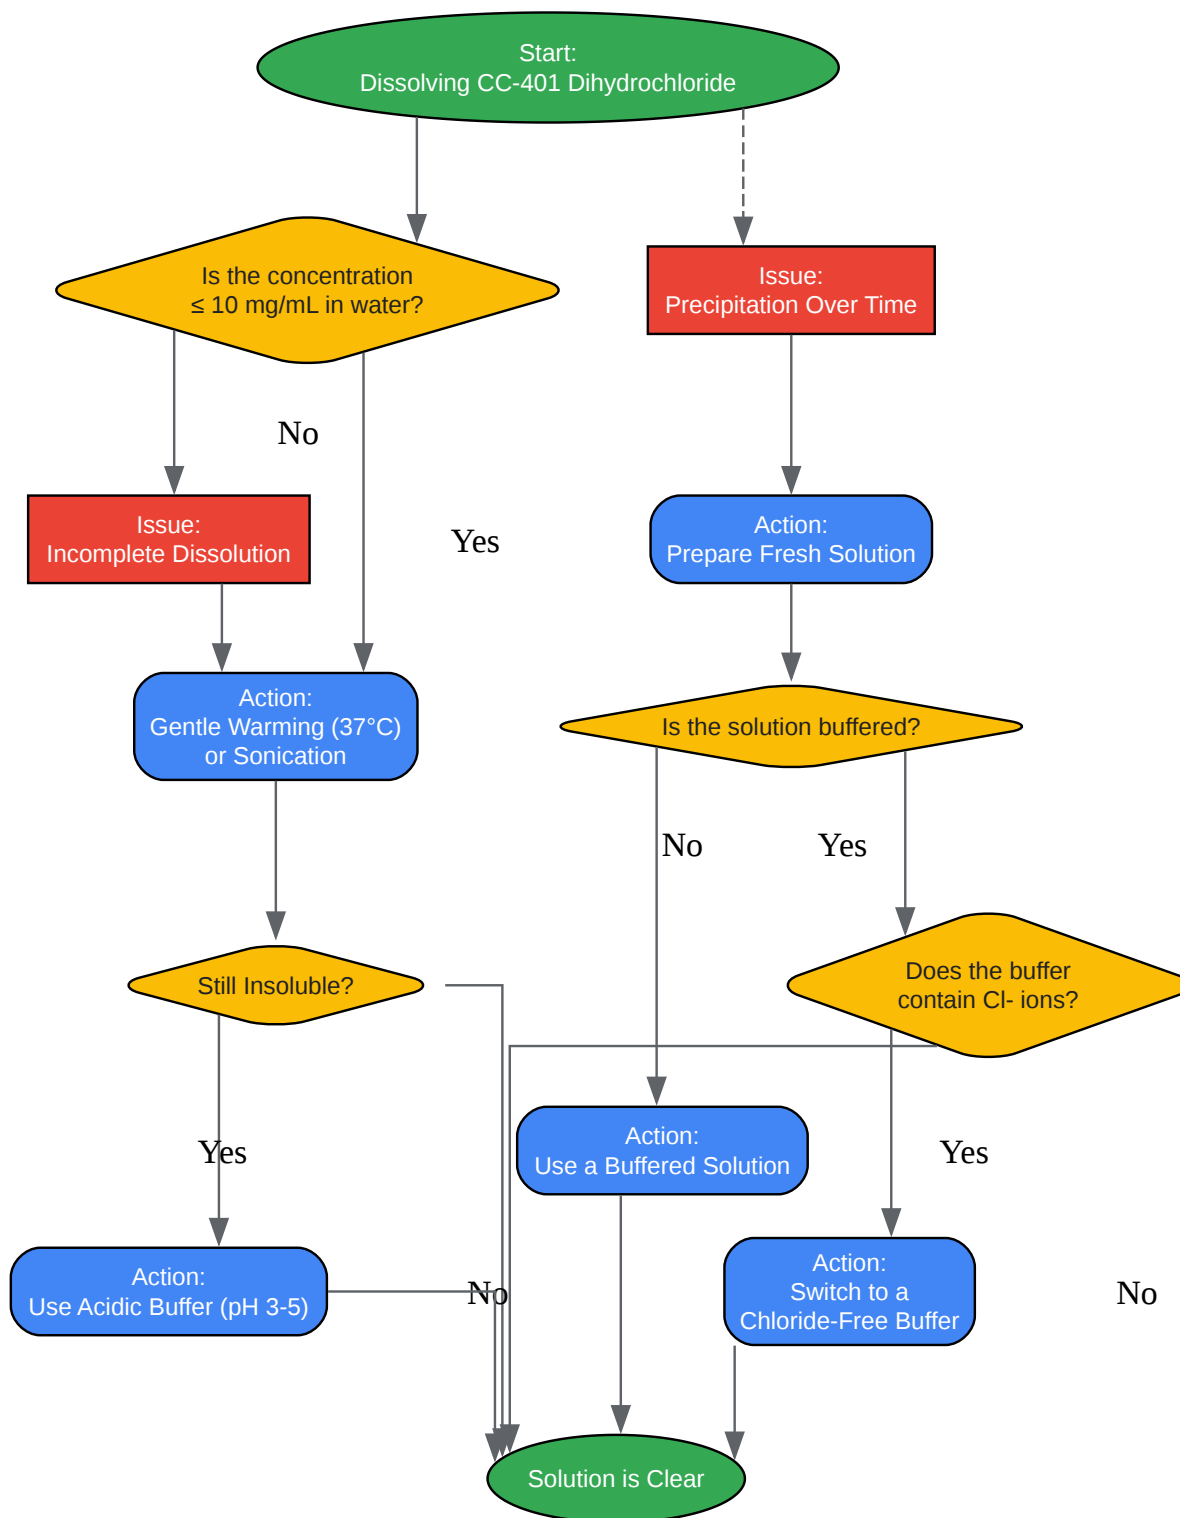 Start:
Dissolving CC-401 Dihydrochloride
Is the concentration
≤ 10 mg/mL in water?
Issue:
Precipitation Over Time
No
Yes
Issue:
Incomplete Dissolution
Action:
Prepare Fresh Solution
Action:
Gentle Warming (37°C)
or Sonication
Is the solution buffered?
No
Yes
Still Insoluble?
Does the buffer
contain Cl- ions?
Yes
Action:
Use a Buffered Solution
Yes
Action:
Use Acidic Buffer (pH 3-5)
No
Action:
Switch to a
Chloride-Free Buffer
No
Solution is Clear